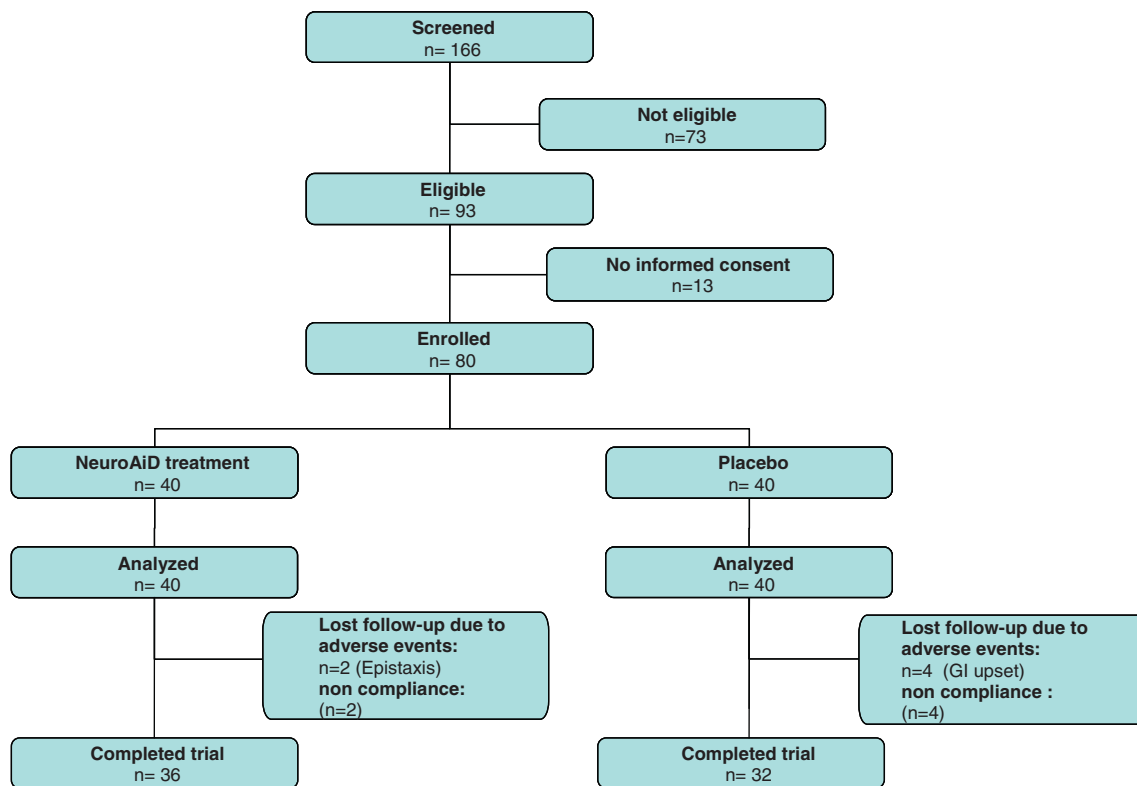 Screened
n= 166
Not eligible
n=73
Eligible
n= 93
No informed consent
n=13
Enrolled
n= 80
NeuroAiD treatment
n= 40
Placebo
n= 40
Analyzed
n= 40
Analyzed
n= 40
Lost follow-up due to
adverse events:
n=2 (Epistaxis)
non compliance:
(n=2)
Lost follow-up due to
adverse events:
n=4 (GI upset)
non compliance :
(n=4)
Completed trial
n= 36
Completed trial
n= 32